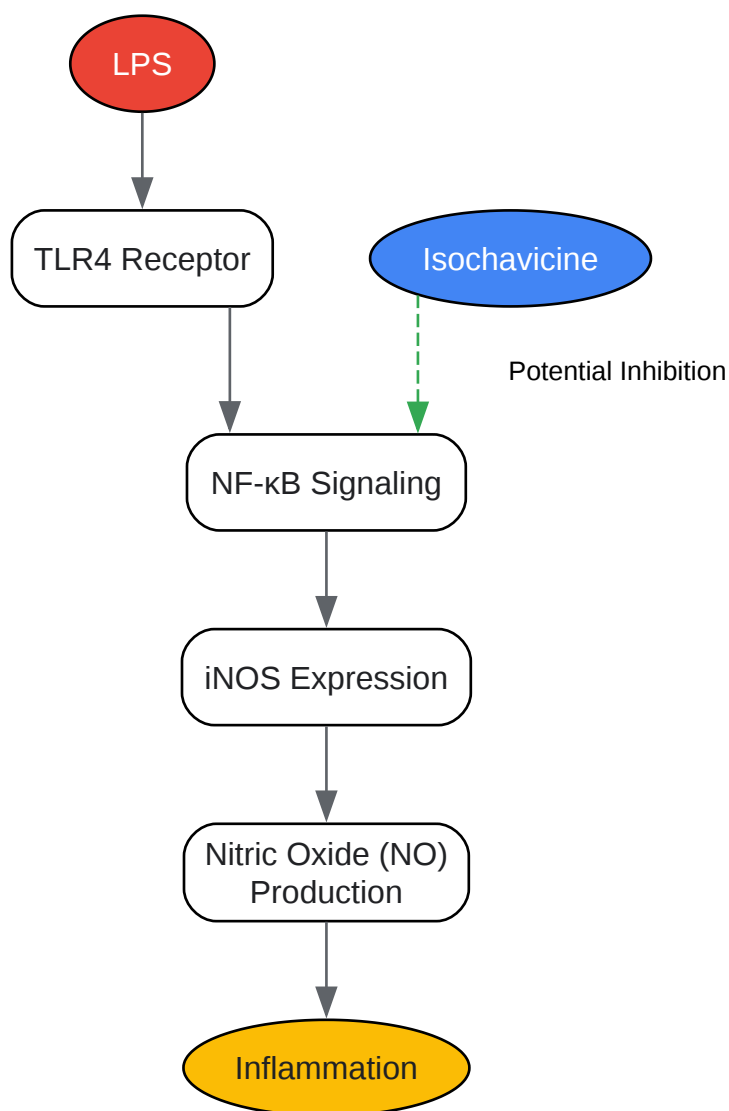 LPS
TLR4 Receptor
Isochavicine
Potential Inhibition
NF-κB Signaling
iNOS Expression
Nitric Oxide (NO)
Production
Inflammation